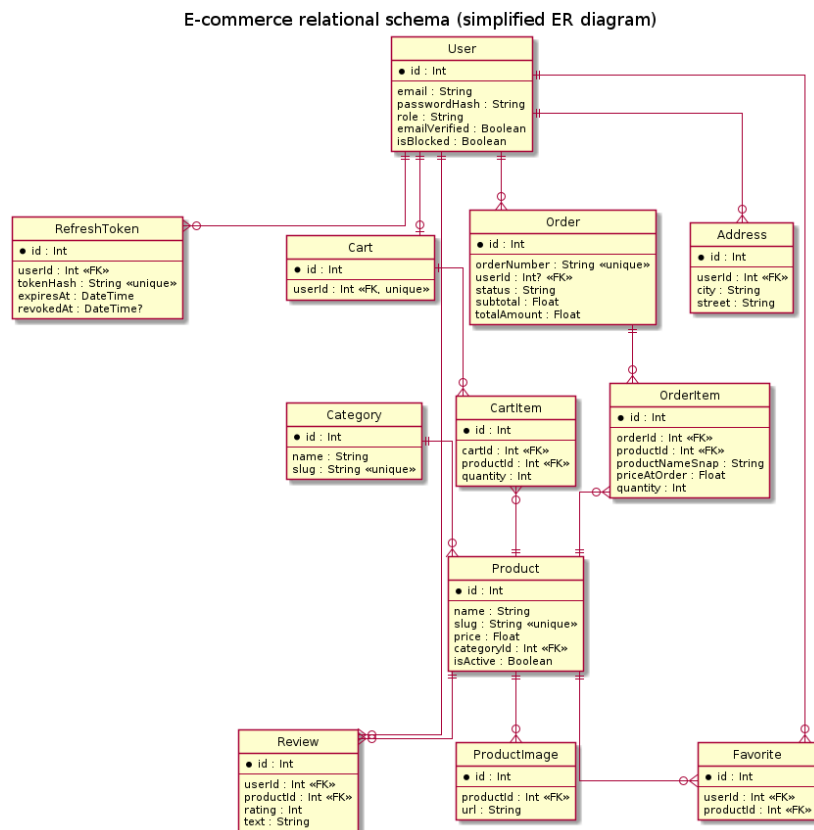 E-commerce relational schema (simplified ER diagram)
User
id : Int
email : String
passwordHash : String
role : String
emailVerified : Boolean
isBlocked : Boolean
RefreshToken
id : Int
userId : Int «FK»
tokenHash : String «unique»
expiresAt : DateTime
revokedAt : DateTime?
Cart
id : Int
userId : Int «FK, unique»
Order
id : Int
orderNumber : String «unique»
userId : Int? «FK»
status : String
subtotal : Float
totalAmount : Float
Address
id : Int
userId : Int «FK»
city : String
street : String
Category
id : Int
name : String
slug : String «unique»
CartItem
id : Int
cartId : Int «FK»
productId : Int «FK»
quantity : Int
OrderItem
id : Int
orderId : Int «FK»
productId : Int «FK»
productNameSnap : String
priceAtOrder : Float
quantity : Int
Product
id : Int
name : String
slug : String «unique»
price : Float
categoryId : Int «FK»
isActive : Boolean
Review
id : Int
userId : Int «FK»
productId : Int «FK»
rating : Int
text : String
ProductImage
id : Int
productId : Int «FK»
url : String
Favorite
id : Int
userId : Int «FK»
productId : Int «FK»